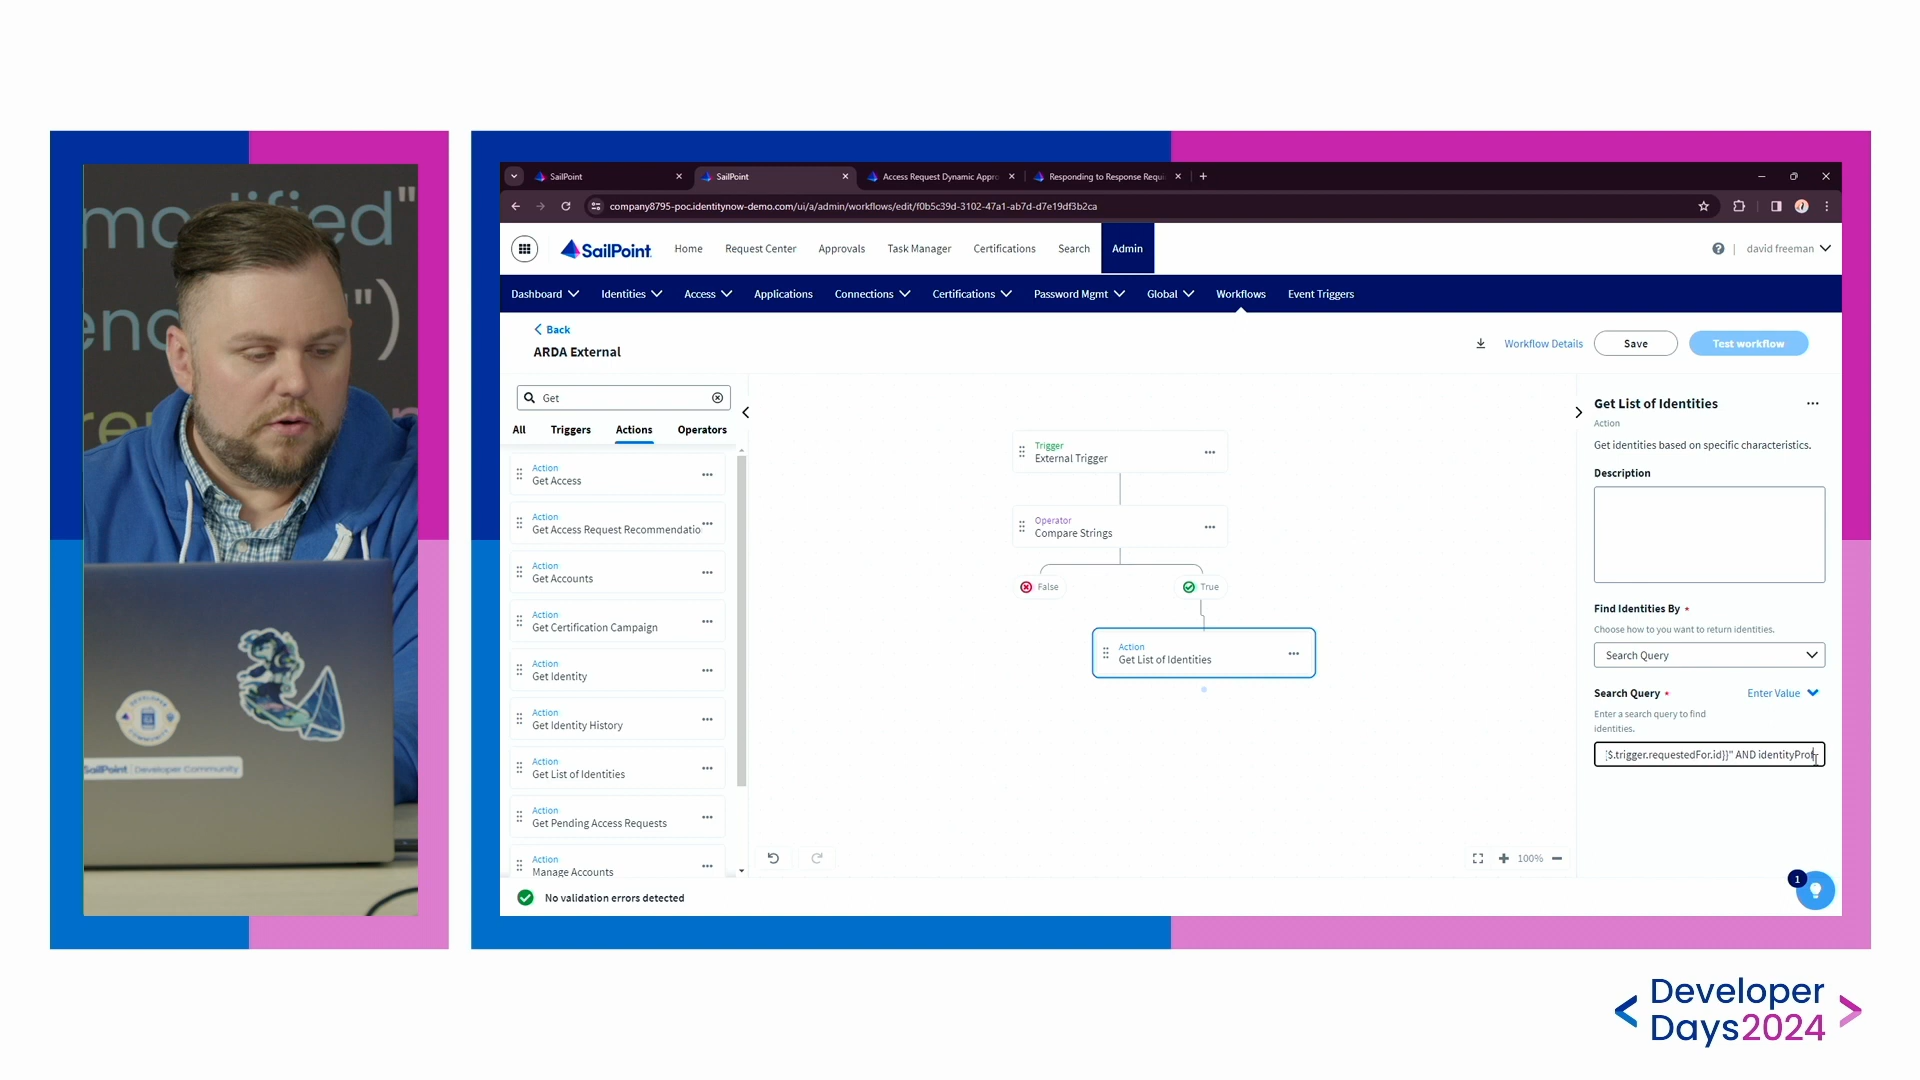 modified"
")
SailPoint | Developer Community
SailPoint
SailPoint
Access Request Dynamic Appro
Responding to Response Requi
company8795-poc.identitynow-demo.com/ui/a/admin/workflows/edit/f0b5c39d-3102-47a1-ab7d-d7e19df3b2ca
SailPoint
Home
Request Center
Approvals
Task Manager
Certifications
Search
Admin
david freeman
Dashboard
Identities
Access
Applications
Connections
Certifications
Password Mgmt
Global
Workflows
Event Triggers
Back
ARDA External
Workflow Details
Save
Test workflow
Get
All
Triggers
Actions
Operators
Action
Get Access
Action
Get Access Request Recommendatio
Action
Get Accounts
Action
Get Certification Campaign
Action
Get Identity
Action
Get Identity History
Action
Get List of Identities
Action
Get Pending Access Requests
Action
Manage Accounts
Trigger
External Trigger
Operator
Compare Strings
False
True
Action
Get List of Identities
100%
Get List of Identities
Action
Get identities based on specific characteristics.
Description
Find Identities By *
Choose how to you want to return identities.
Search Query
Search Query *
Enter Value
Enter a search query to find
identities.
$.trigger.requestedFor.id}}" AND identityProf
1
No validation errors detected
< Developer
Days2024 >